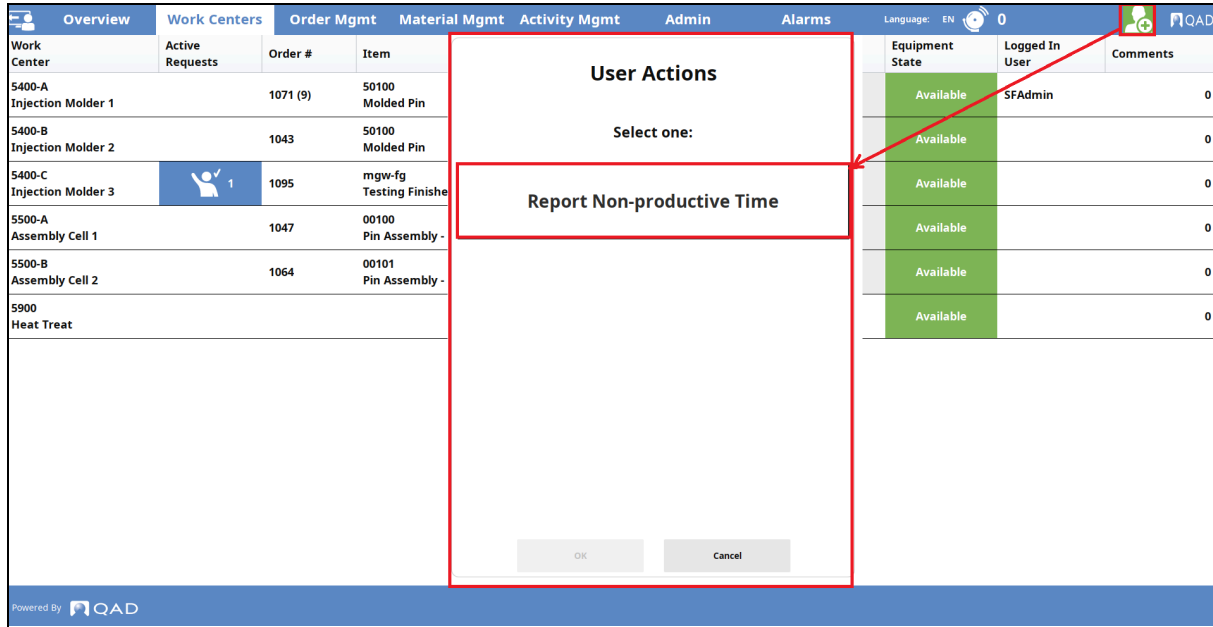 Overview Work Centers Order Mgmt Material Mgmt Activity Mgmt Admin Alarms Language: EN 0 QAD
Work Center Active Requests Order # Item Equipment State Logged In User Comments
5400-A 50100
Injection Molder 1 1071 (9) Molded Pin Available SFAdmin 0
5400-B 50100
Injection Molder 2 1043 Molded Pin Available 0
5400-C mgw-fg
Injection Molder 3 1 1095 Testing Finishe Available 0
5500-A 00100
Assembly Cell 1 1047 Pin Assembly - Available 0
5500-B 00101
Assembly Cell 2 1064 Pin Assembly - Available 0
5900
Heat Treat Available 0
User Actions
Select one:
Report Non-productive Time
OK Cancel
Powered By QAD